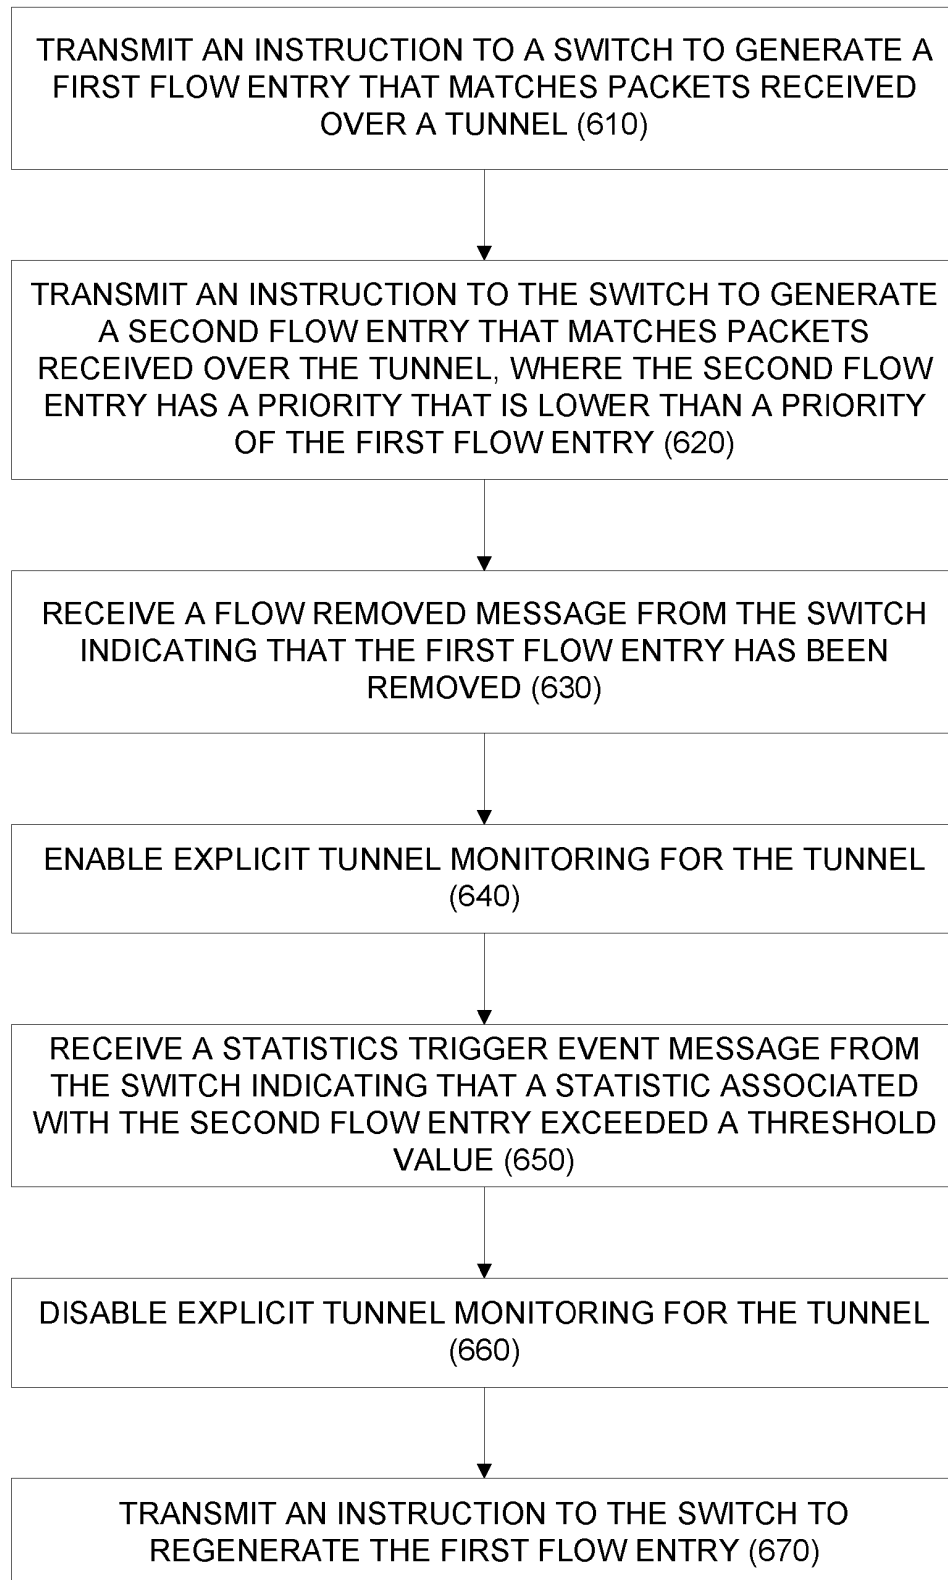 TRANSMIT AN INSTRUCTION TO A SWITCH TO GENERATE A
FIRST FLOW ENTRY THAT MATCHES PACKETS RECEIVED
OVER A TUNNEL (610)
TRANSMIT AN INSTRUCTION TO THE SWITCH TO GENERATE
A SECOND FLOW ENTRY THAT MATCHES PACKETS
RECEIVED OVER THE TUNNEL, WHERE THE SECOND FLOW
ENTRY HAS A PRIORITY THAT IS LOWER THAN A PRIORITY
OF THE FIRST FLOW ENTRY (620)
RECEIVE A FLOW REMOVED MESSAGE FROM THE SWITCH
INDICATING THAT THE FIRST FLOW ENTRY HAS BEEN
REMOVED (630)
ENABLE EXPLICIT TUNNEL MONITORING FOR THE TUNNEL
(640)
RECEIVE A STATISTICS TRIGGER EVENT MESSAGE FROM
THE SWITCH INDICATING THAT A STATISTIC ASSOCIATED
WITH THE SECOND FLOW ENTRY EXCEEDED A THRESHOLD
VALUE (650)
DISABLE EXPLICIT TUNNEL MONITORING FOR THE TUNNEL
(660)
TRANSMIT AN INSTRUCTION TO THE SWITCH TO
REGENERATE THE FIRST FLOW ENTRY (670)